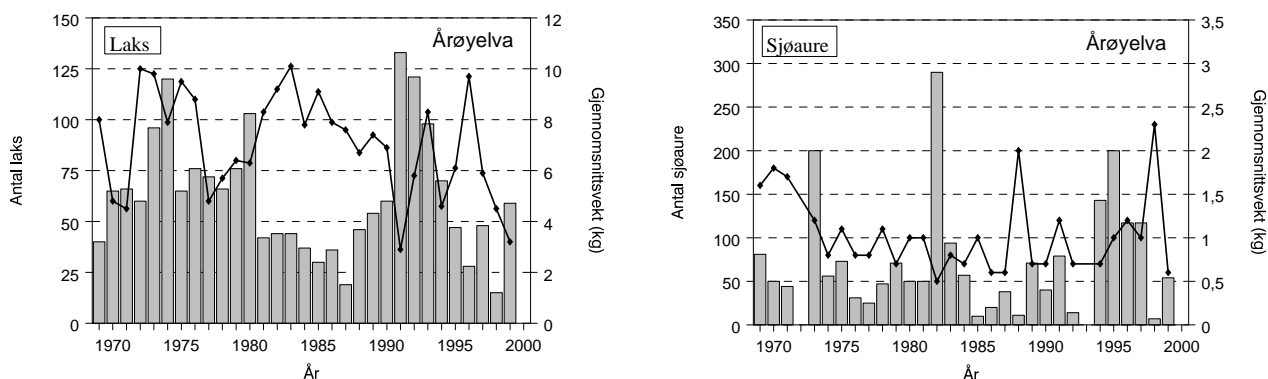 Laks
Årøyelva
Antal laks
150
125
100
75
50
25
0
12
10
8
6
4
2
0
Gjennomsnittsvekt (kg)
1970 1975 1980 1985 1990 1995 2000
År
Sjøaure
Årøyelva
Antal sjøaure
350
300
250
200
150
100
50
0
3,5
3
2,5
2
1,5
1
0,5
0
Gjennomsnittsvekt (kg)
1970 1975 1980 1985 1990 1995 2000
År